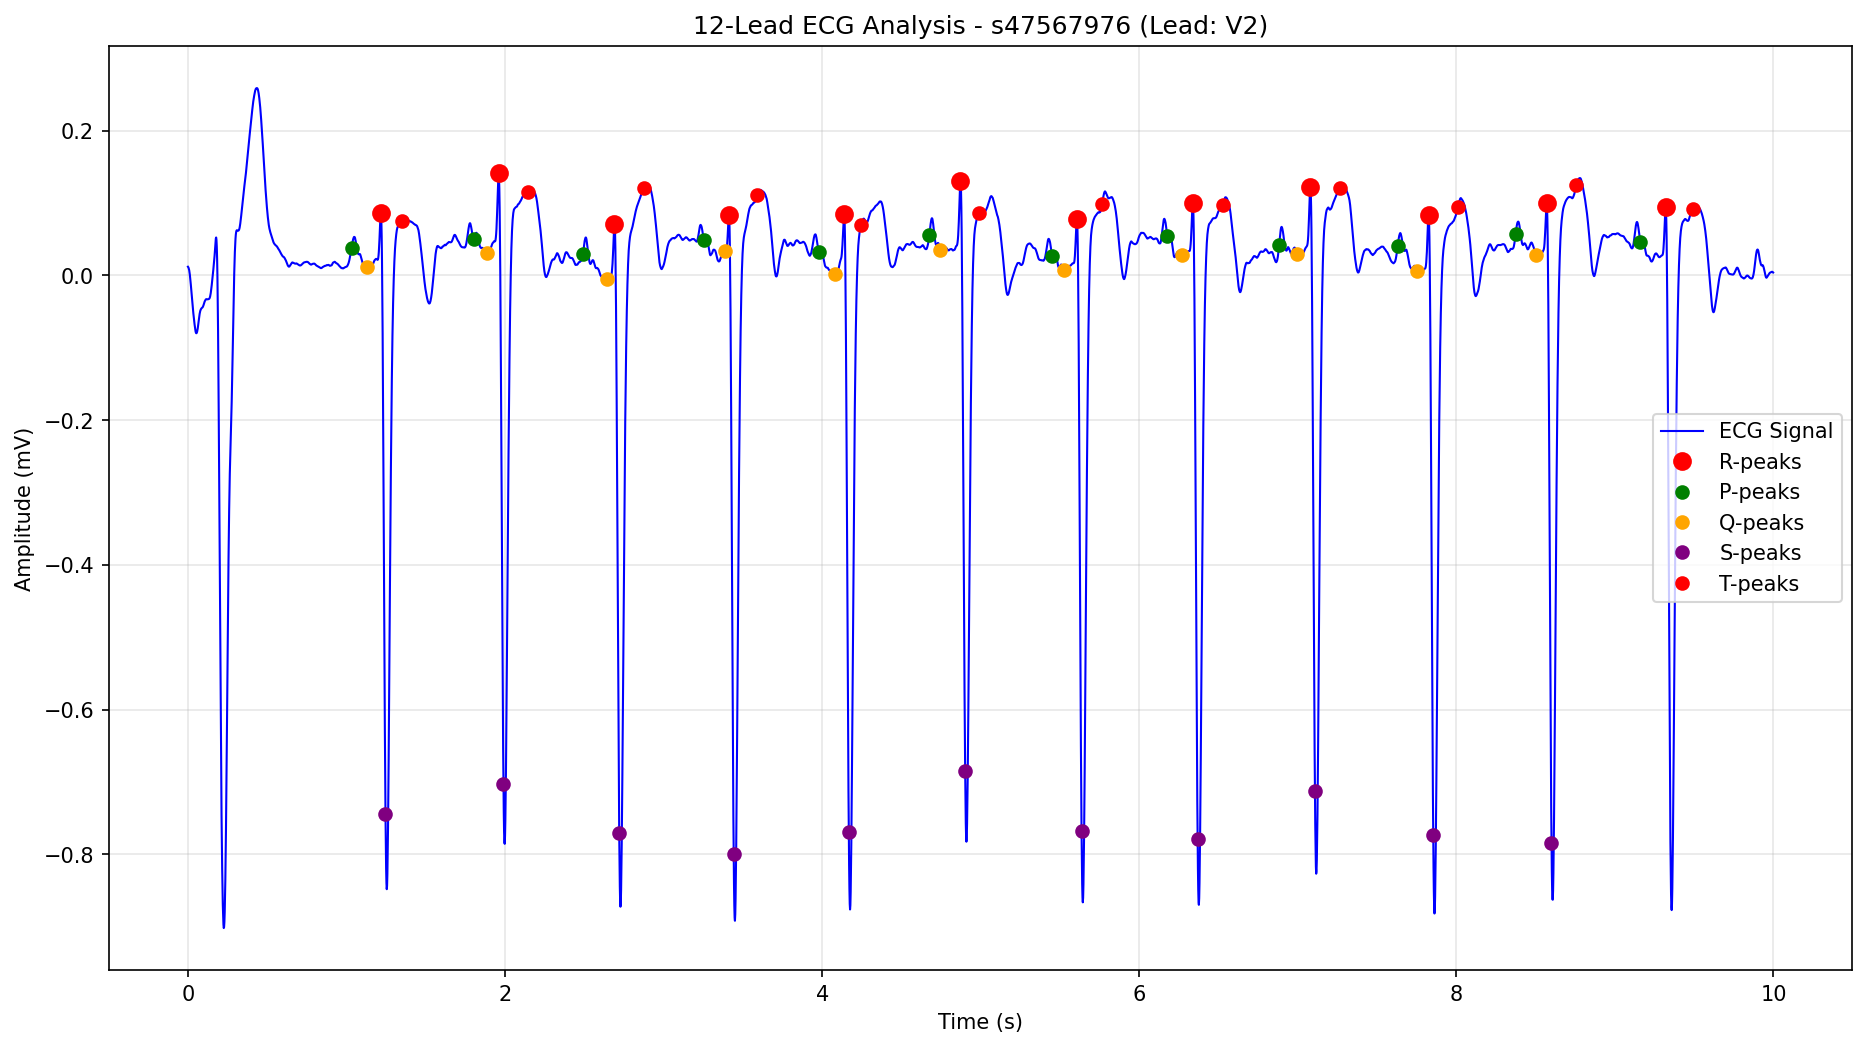 12-Lead ECG Analysis - s47567976 (Lead: V2)
0.2
0.0
−0.2
−0.4
−0.6
−0.8
Amplitude (mV)
ECG Signal
R-peaks
P-peaks
Q-peaks
S-peaks
T-peaks
0 2 4 6 8 10
Time (s)